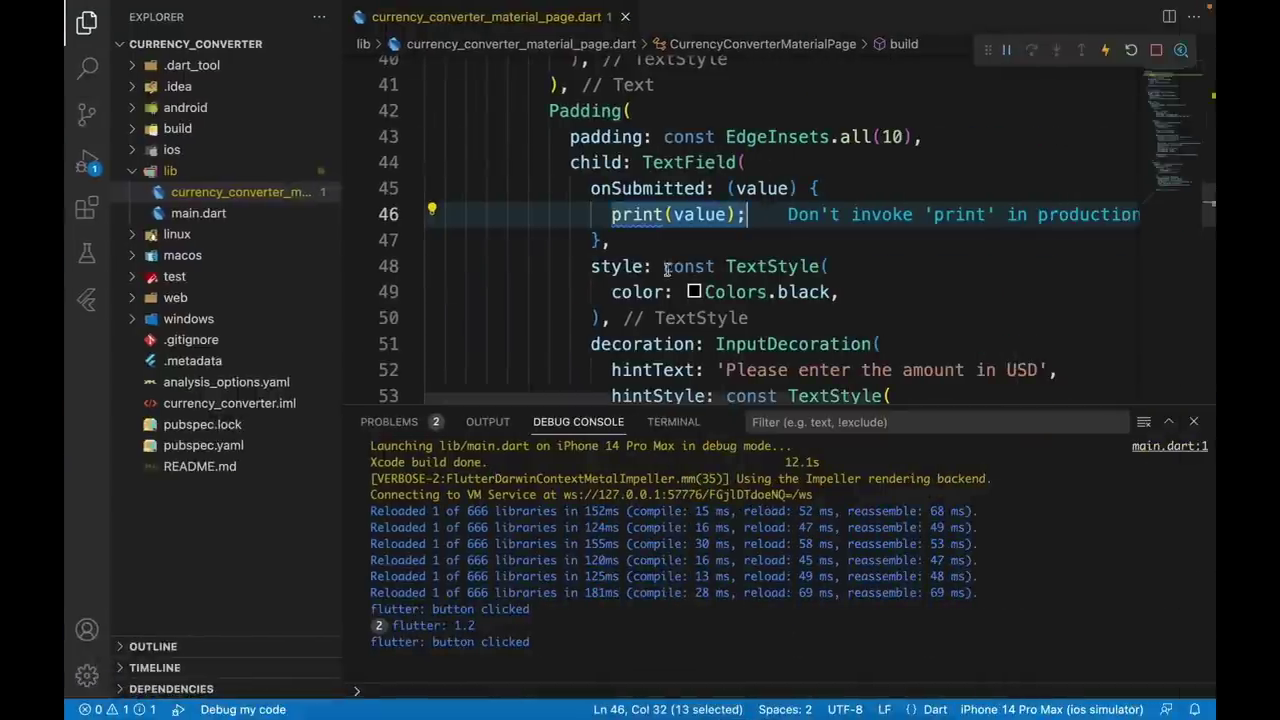 EXPLORER
CURRENCY_CONVERTER
.dart_tool
.idea
android
build
ios
lib
currency_converter_m... 1
main.dart
linux
macos
test
web
windows
.gitignore
.metadata
analysis_options.yaml
currency_converter.iml
pubspec.lock
pubspec.yaml
README.md
OUTLINE
TIMELINE
DEPENDENCIES
1
currency_converter_material_page.dart 1
lib > currency_converter_material_page.dart > CurrencyConverterMaterialPage > build
40 ), // TextStyle
41 ), // Text
42 Padding(
43 padding: const EdgeInsets.all(10),
44 child: TextField(
45 onSubmitted: (value) {
46 print(value); Don't invoke 'print' in production
47 },
48 style: const TextStyle(
49 color: Colors.black,
50 ), // TextStyle
51 decoration: InputDecoration(
52 hintText: 'Please enter the amount in USD',
53 hintStyle: const TextStyle(
PROBLEMS 2 OUTPUT DEBUG CONSOLE TERMINAL Filter (e.g. text, !exclude)
Launching lib/main.dart on iPhone 14 Pro Max in debug mode... main.dart:1
Xcode build done. 12.1s
[VERBOSE-2:FlutterDarwinContextMetalImpeller.mm(35)] Using the Impeller rendering backend.
Connecting to VM Service at ws://127.0.0.1:57776/FGjlDTdoeNQ=/ws
Reloaded 1 of 666 libraries in 152ms (compile: 15 ms, reload: 52 ms, reassemble: 68 ms).
Reloaded 1 of 666 libraries in 124ms (compile: 16 ms, reload: 47 ms, reassemble: 49 ms).
Reloaded 1 of 666 libraries in 155ms (compile: 30 ms, reload: 58 ms, reassemble: 53 ms).
Reloaded 1 of 666 libraries in 120ms (compile: 16 ms, reload: 45 ms, reassemble: 47 ms).
Reloaded 1 of 666 libraries in 125ms (compile: 13 ms, reload: 49 ms, reassemble: 48 ms).
Reloaded 1 of 666 libraries in 181ms (compile: 28 ms, reload: 69 ms, reassemble: 69 ms).
flutter: button clicked
2 flutter: 1.2
flutter: button clicked
0 1 1 Debug my code Ln 46, Col 32 (13 selected) Spaces: 2 UTF-8 LF Dart iPhone 14 Pro Max (ios simulator)